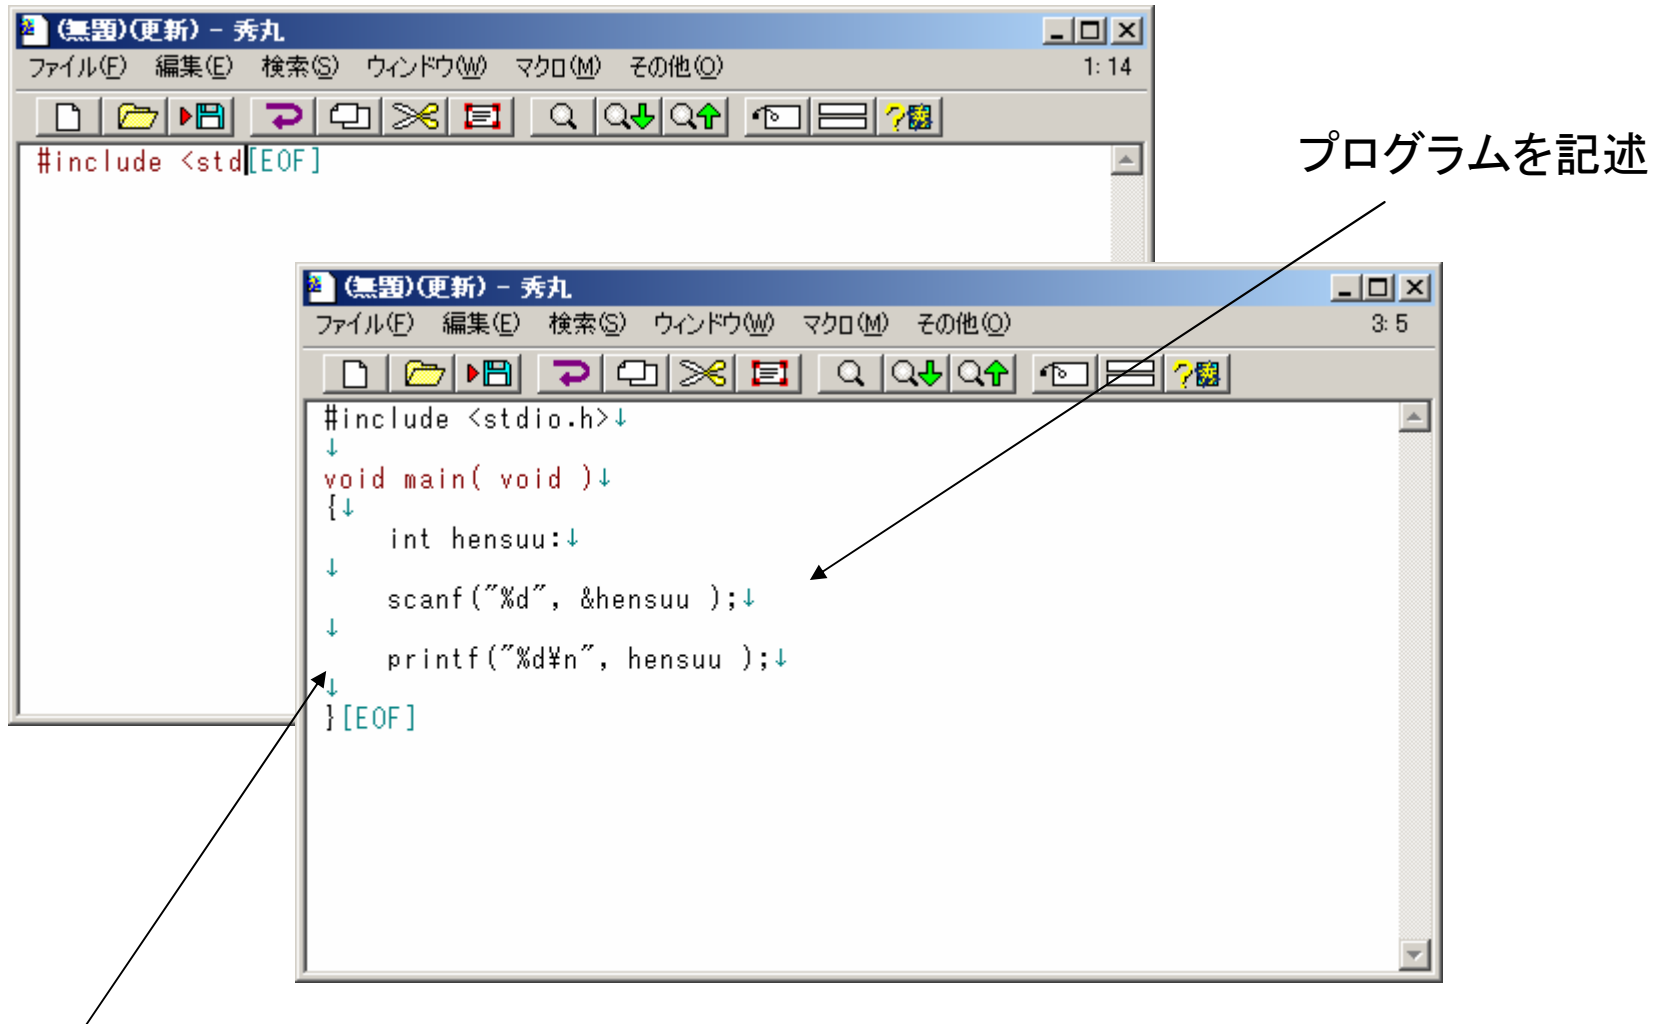 (無題)(更新) - 秀丸
ファイル(F) 編集(E) 検索(S) ウィンドウ(W) マクロ(M) その他(O) 1: 14
#include <std[EOF]
プログラムを記述
(無題)(更新) - 秀丸
ファイル(F) 編集(E) 検索(S) ウィンドウ(W) マクロ(M) その他(O) 3: 5
#include <stdio.h>↓
↓
void main( void )↓
{↓
int hensuu:↓
↓
scanf("%d", &hensuu );↓
↓
printf("%d¥n", hensuu );↓
↓
}[EOF]